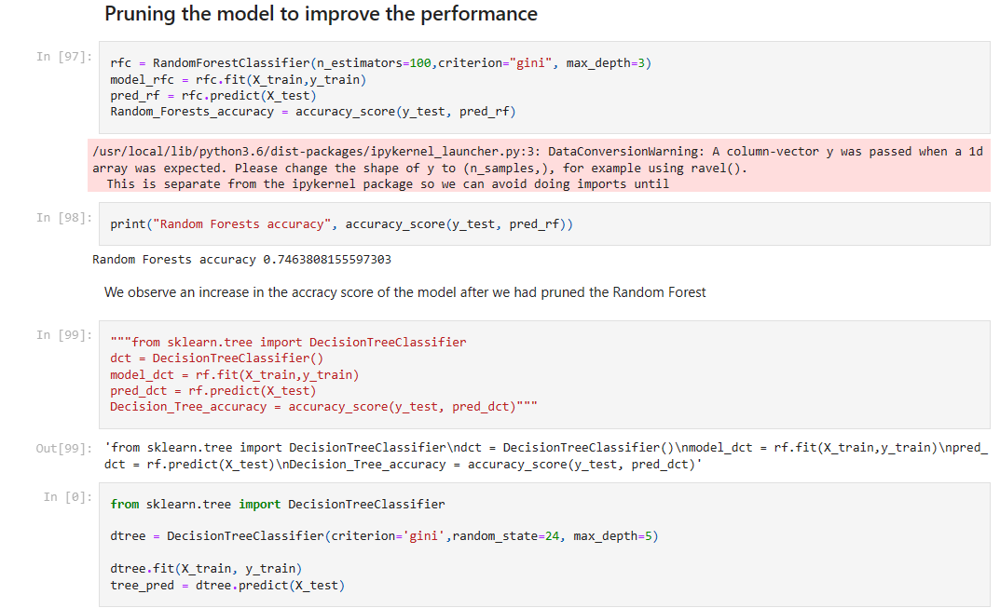 Pruning the model to improve the performance
In [97]:
rfc = RandomForestClassifier(n_estimators=100,criterion="gini", max_depth=3)
model_rfc = rfc.fit(X_train,y_train)
pred_rf = rfc.predict(X_test)
Random_Forests_accuracy = accuracy_score(y_test, pred_rf)
/usr/local/lib/python3.6/dist-packages/ipykernel_launcher.py:3: DataConversionWarning: A column-vector y was passed when a 1d
array was expected. Please change the shape of y to (n_samples,), for example using ravel().
  This is separate from the ipykernel package so we can avoid doing imports until
In [98]:
print("Random Forests accuracy", accuracy_score(y_test, pred_rf))
Random Forests accuracy 0.7463808155597303
We observe an increase in the accracy score of the model after we had pruned the Random Forest
In [99]:
"""from sklearn.tree import DecisionTreeClassifier
dct = DecisionTreeClassifier()
model_dct = rf.fit(X_train,y_train)
pred_dct = rf.predict(X_test)
Decision_Tree_accuracy = accuracy_score(y_test, pred_dct)"""
Out[99]:
'from sklearn.tree import DecisionTreeClassifier\ndct = DecisionTreeClassifier()\nmodel_dct = rf.fit(X_train,y_train)\npred_
dct = rf.predict(X_test)\nDecision_Tree_accuracy = accuracy_score(y_test, pred_dct)'
In [0]:
from sklearn.tree import DecisionTreeClassifier
dtree = DecisionTreeClassifier(criterion='gini',random_state=24, max_depth=5)
dtree.fit(X_train, y_train)
tree_pred = dtree.predict(X_test)